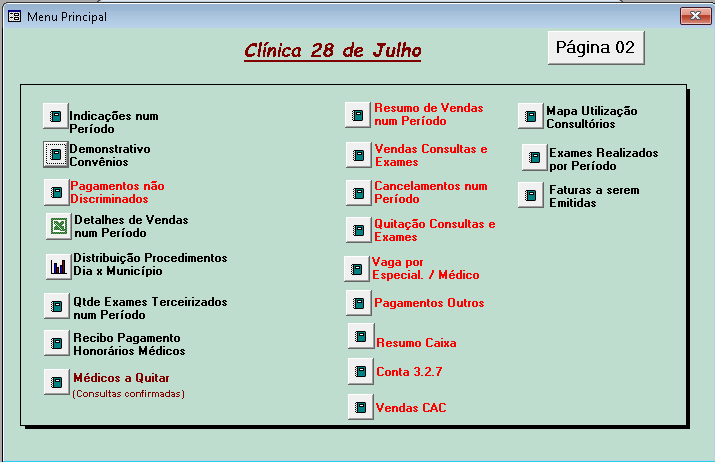 Menu Principal
Clínica 28 de Julho
Página 02
Indicações num
Período
Demonstrativo
Convênios
Pagamentos não
Discriminados
Detalhes de Vendas
num Período
Distribuição Procedimentos
Dia x Município
Qtde Exames Terceirizados
num Período
Recibo Pagamento
Honorários Médicos
Médicos a Quitar
(Consultas confirmadas)
Resumo de Vendas
num Período
Vendas Consultas e
Exames
Cancelamentos num
Período
Quitação Consultas e
Exames
Vaga por
Especial. / Médico
Pagamentos Outros
Resumo Caixa
Conta 3.2.7
Vendas CAC
Mapa Utilização
Consultórios
Exames Realizados
por Período
Faturas a serem
Emitidas